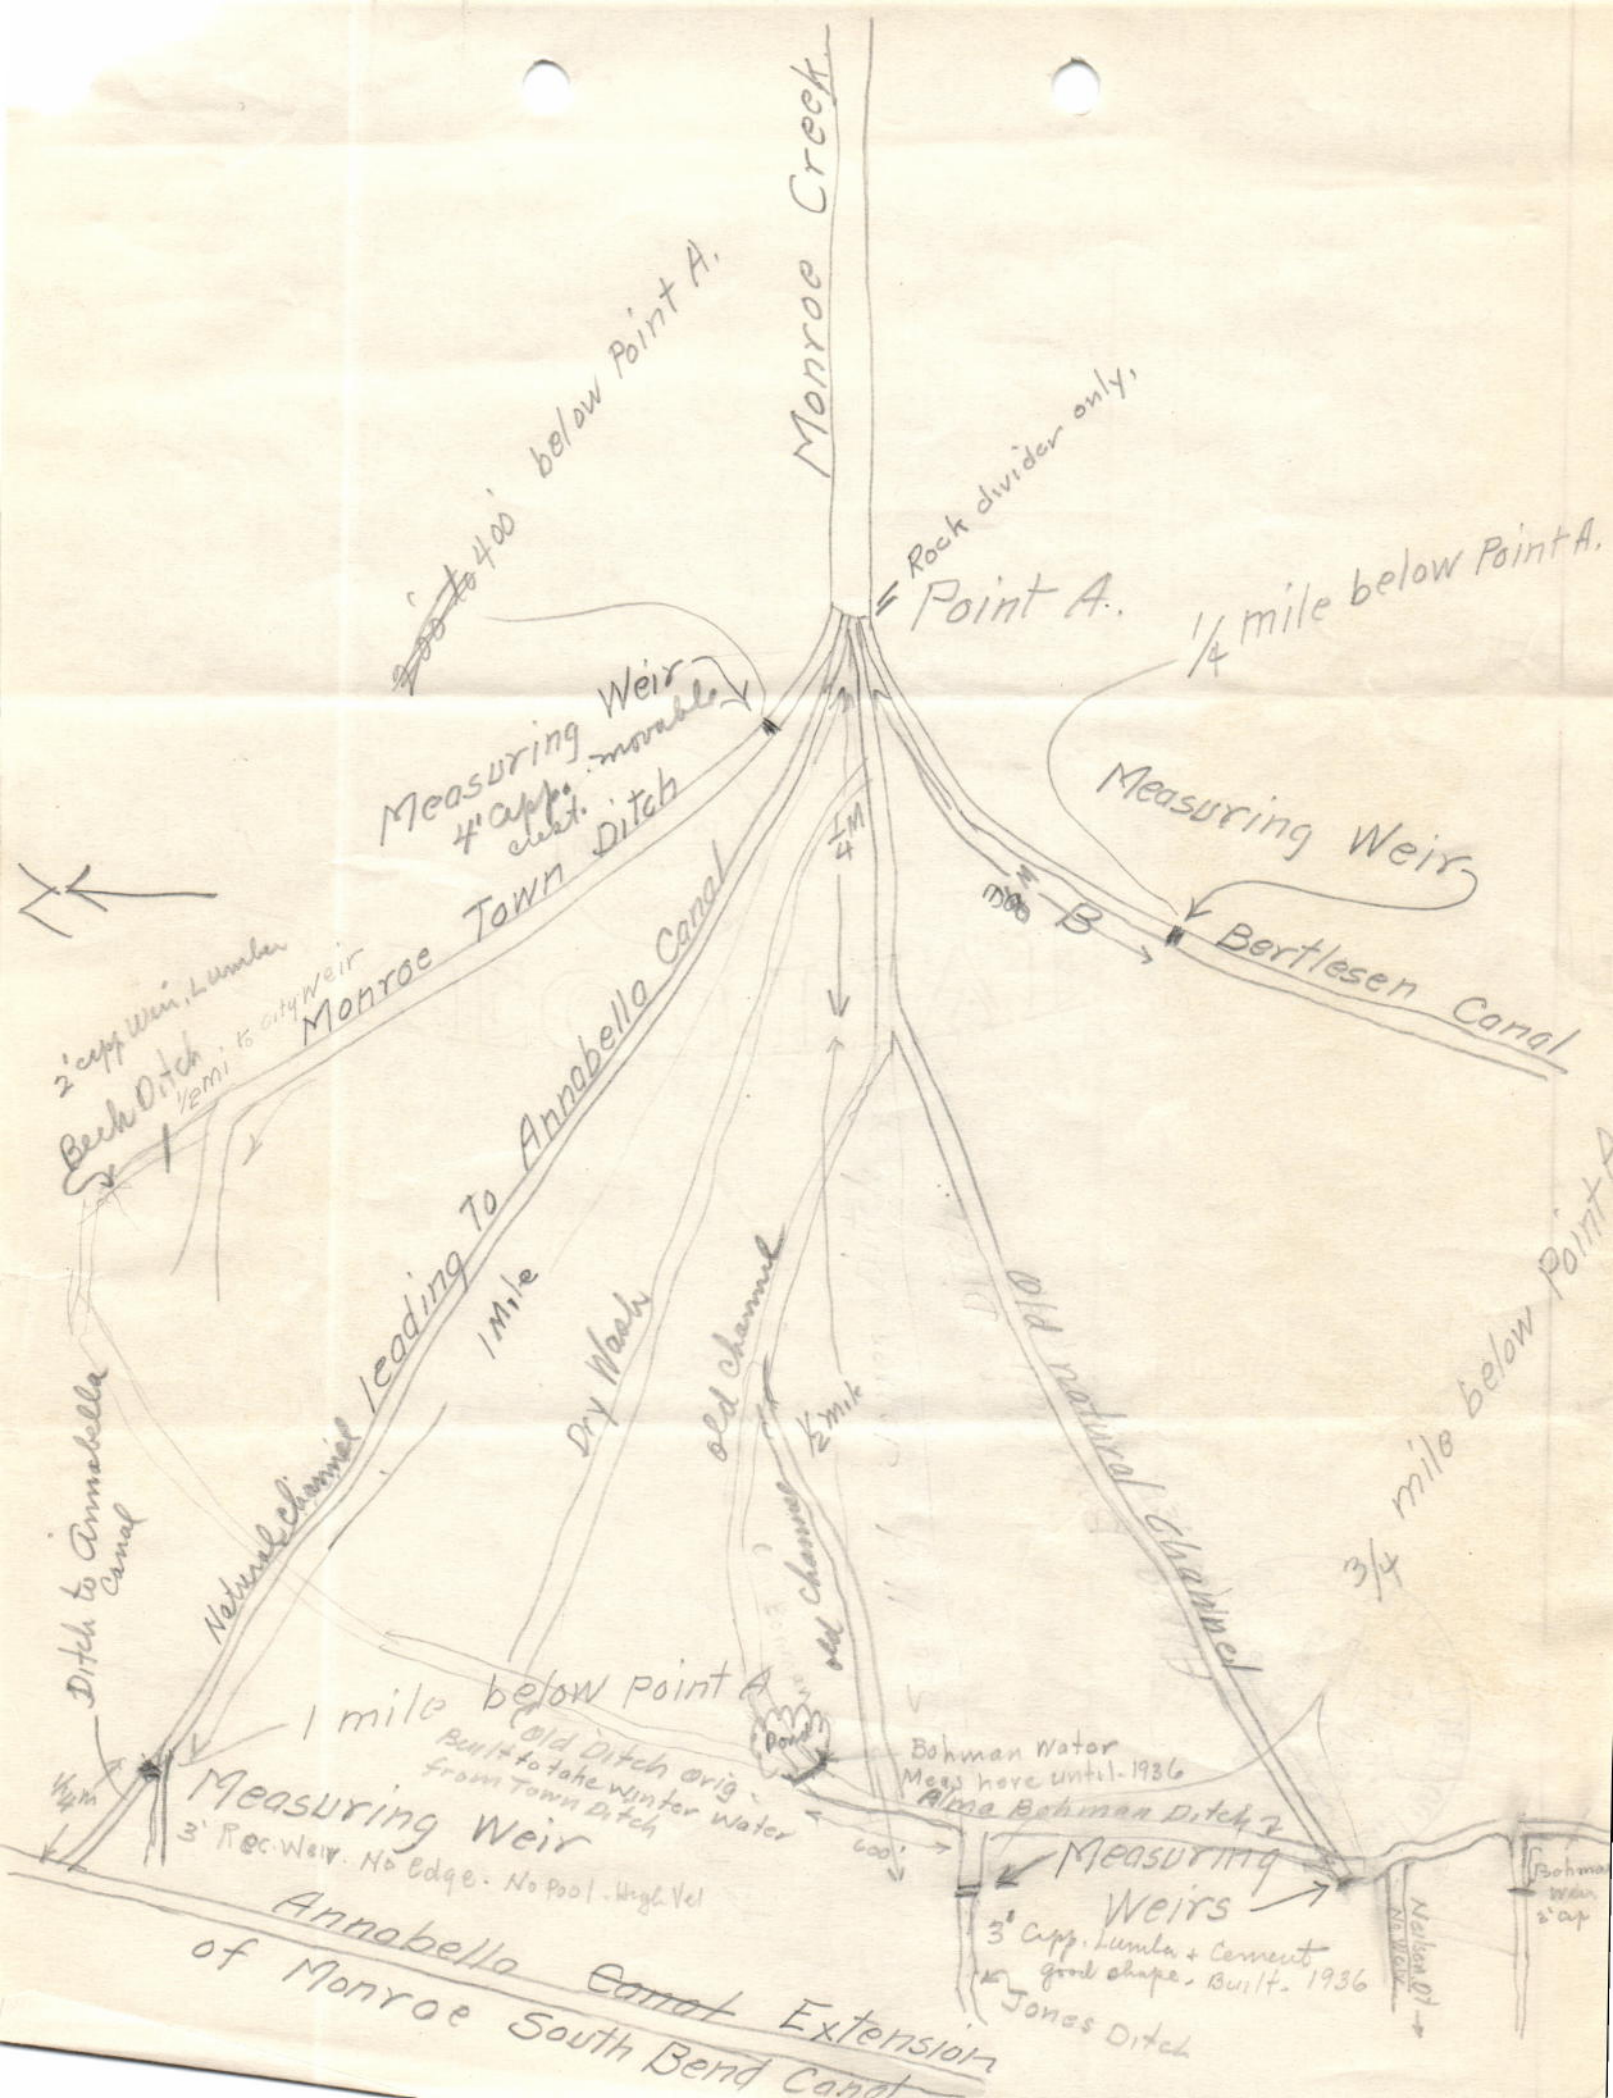 Monroe Creek
400' below Point A.
Rock divider only,
Point A.
1/4 mile below Point A.
Measuring Weir
4' movable
Measuring Weir
1/4 M
B
Bertlesen Canal
Monroe Town Ditch
2' Weir, Lumber
Ditch
1/2 mi. to City Weir
Natural channel leading To Annabella Canal
1 Mile
Dry Wash
old channel
1/2 Mile
old channel
old natural channel
3/4 mile below Point A
Ditch to Annabella
Canal
1/4 m
1 mile below point A
Old Ditch orig.
Built to take winter water
from Town Ditch
Pond
Bohman Water
Meas here until - 1936
Alma Bohman Ditch
600'
Measuring Weir
3' Rec. Weir. No edge. No Pool. High Vel
Measuring
Weirs
3' Lumber + Cement
good shape. Built - 1936
Jones Ditch
No Weir
Bohman
Weir
Annabella Canal Extension
of Monroe South Bend Canal